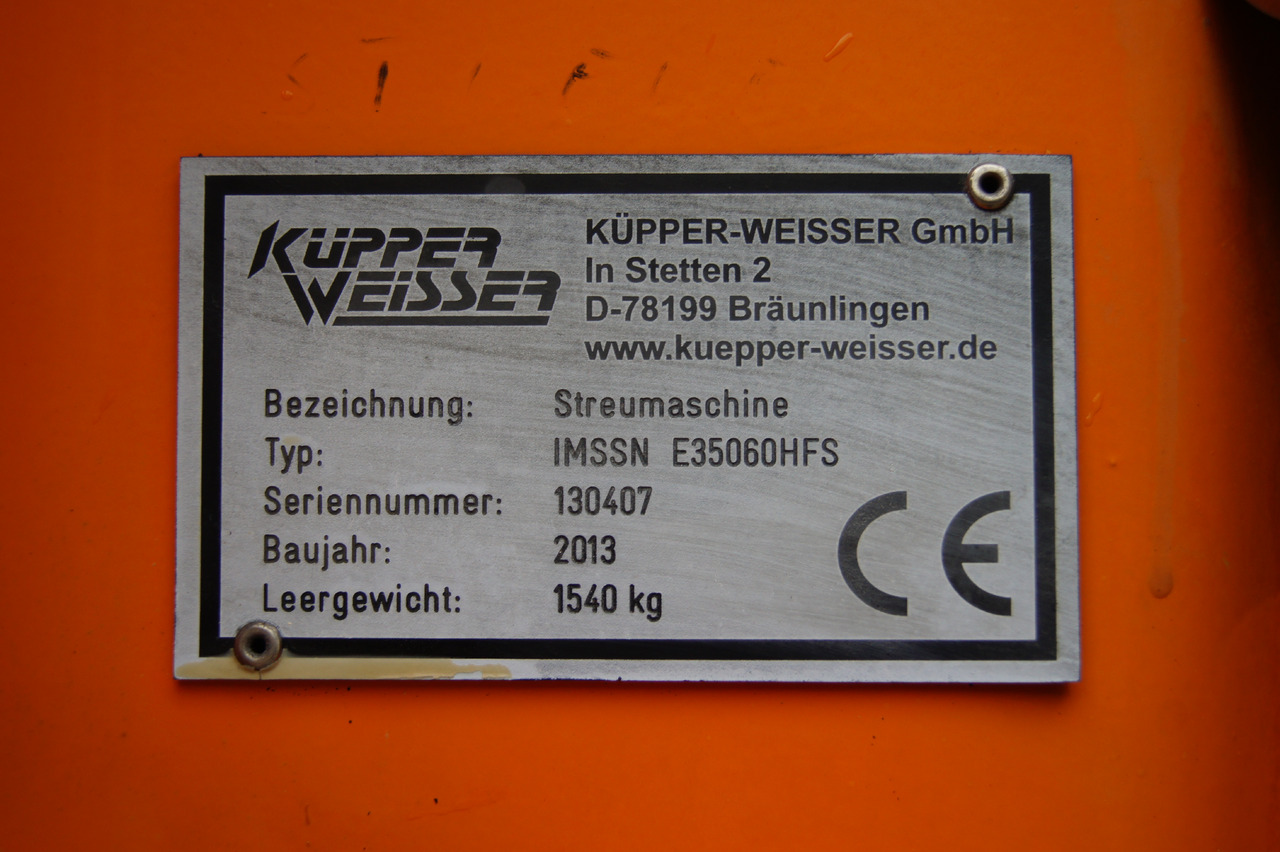 KÜPPER
WEISSER
KÜPPER-WEISSER GmbH
In Stetten 2
D-78199 Bräunlingen
www.kuepper-weisser.de
Bezeichnung: Streumaschine
Typ: IMSSN E35060HFS
Seriennummer: 130407
Baujahr: 2013
Leergewicht: 1540 kg
CE